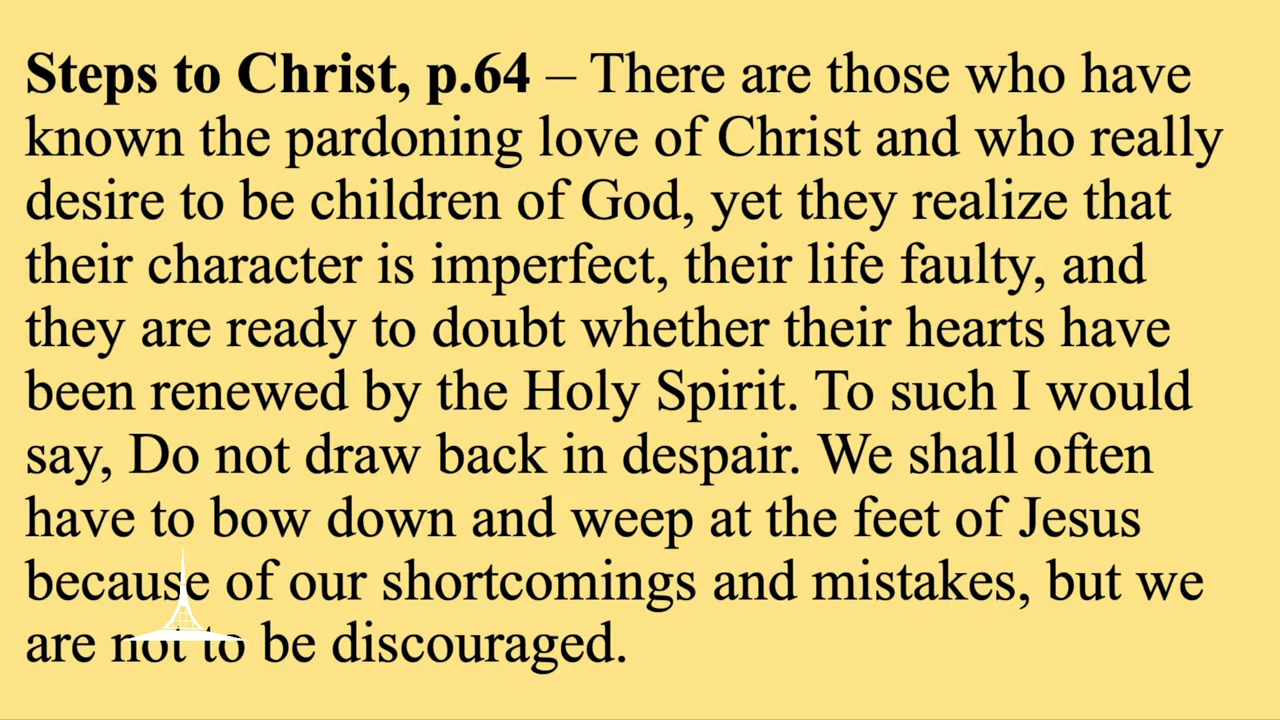 Steps to Christ, p.64 – There are those who have
known the pardoning love of Christ and who really
desire to be children of God, yet they realize that
their character is imperfect, their life faulty, and
they are ready to doubt whether their hearts have
been renewed by the Holy Spirit. To such I would
say, Do not draw back in despair. We shall often
have to bow down and weep at the feet of Jesus
because of our shortcomings and mistakes, but we
are not to be discouraged.